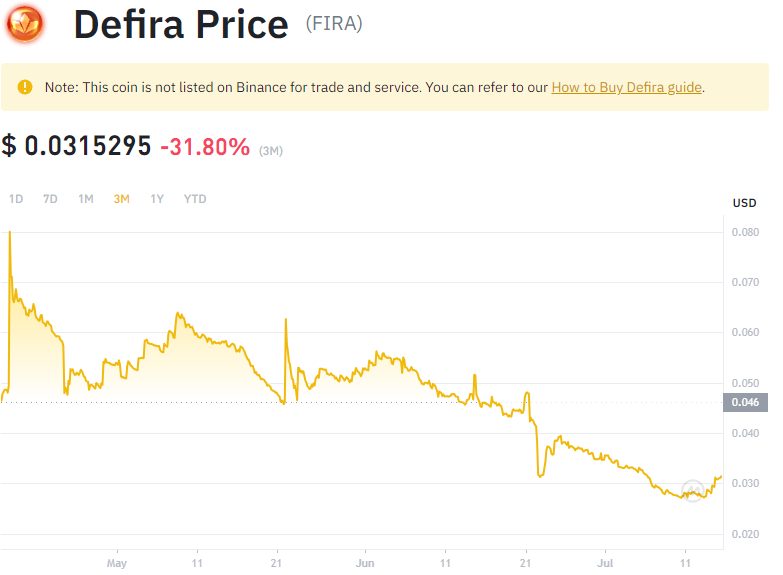 Defira Price (FIRA)
Note: This coin is not listed on Binance for trade and service. You can refer to our How to Buy Defira guide.
$ 0.0315295 -31.80% (3M)
1D 7D 1M 3M 1Y YTD
USD
0.080
0.070
0.060
0.050
0.046
0.040
0.030
0.020
May 11 21 Jun 11 21 Jul 11